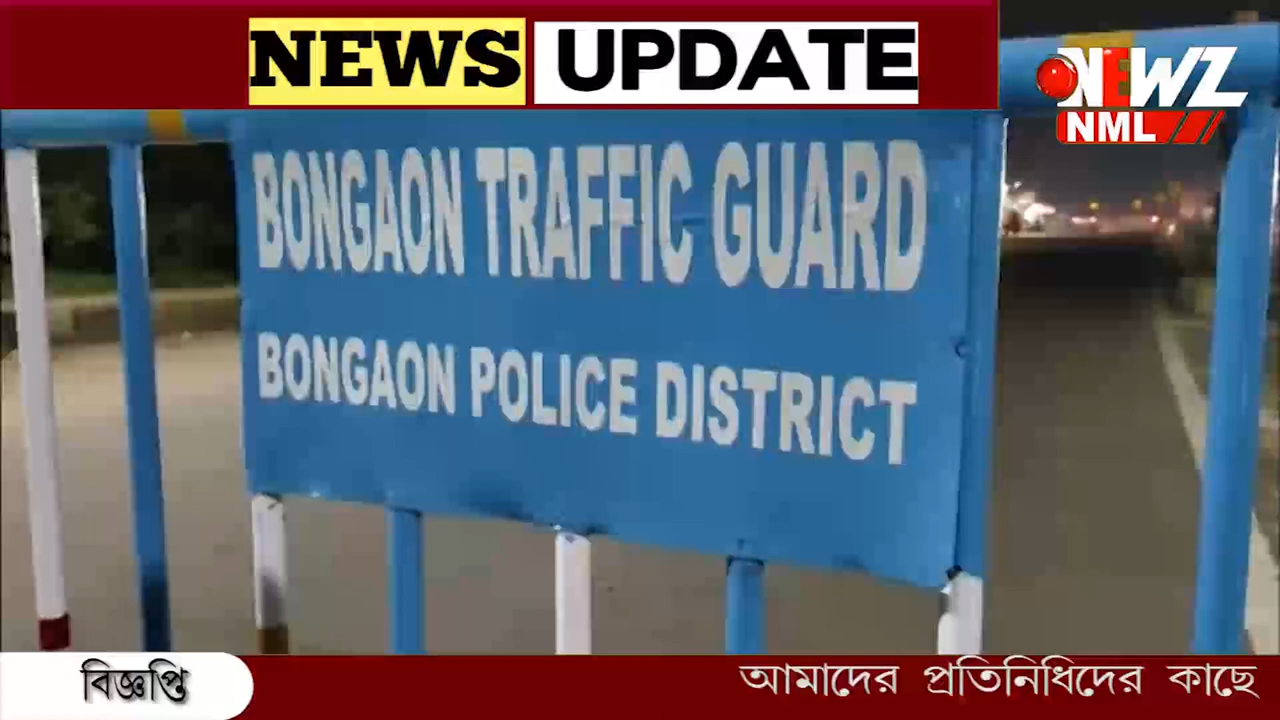 NEWS UPDATE
NEWZ
NML
BONGAON TRAFFIC GUARD
BONGAON POLICE DISTRICT
বিজ্ঞপ্তি
আমাদের প্রতিনিধিদের কাছে